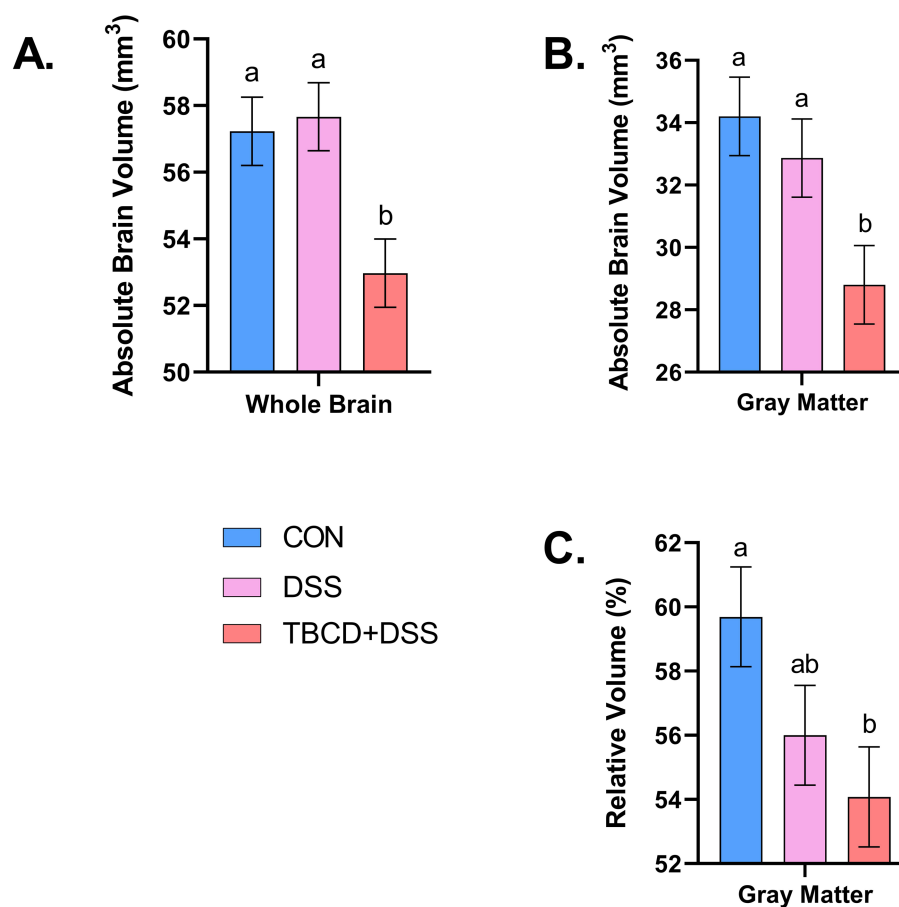 A.
Absolute Brain Volume (mm³)
60
58
56
54
52
50
a
a
b
Whole Brain
B.
Absolute Brain Volume (mm³)
36
34
32
30
28
26
a
a
b
Gray Matter
CON
DSS
TBCD+DSS
C.
Relative Volume (%)
62
60
58
56
54
52
a
ab
b
Gray Matter